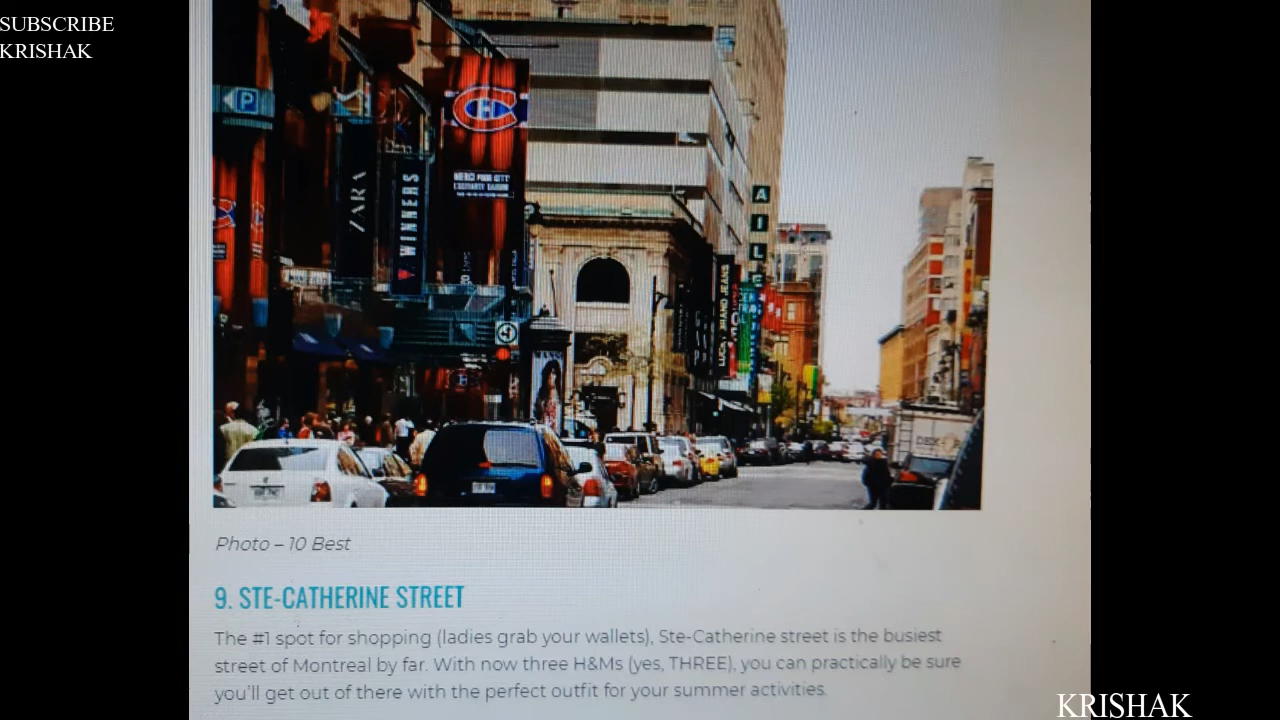 SUBSCRIBE
KRISHAK
P
ZARA
WINNERS
A
I
L
Photo – 10 Best
9. STE-CATHERINE STREET
The #1 spot for shopping (ladies grab your wallets), Ste-Catherine street is the busiest
street of Montreal by far. With now three H&Ms (yes, THREE), you can practically be sure
you'll get out of there with the perfect outfit for your summer activities.
KRISHAK